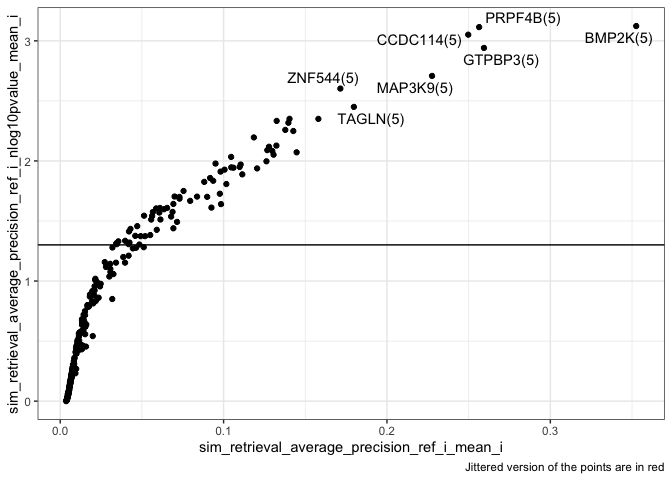 sim_retrieval_average_precision_ref_i_nlog10pvalue_mean_i
3
2
1
0
PRPF4B(5)
CCDC114(5)
BMP2K(5)
GTPBP3(5)
ZNF544(5)
MAP3K9(5)
TAGLN(5)
0.0
0.1
0.2
0.3
sim_retrieval_average_precision_ref_i_mean_i
Jittered version of the points are in red